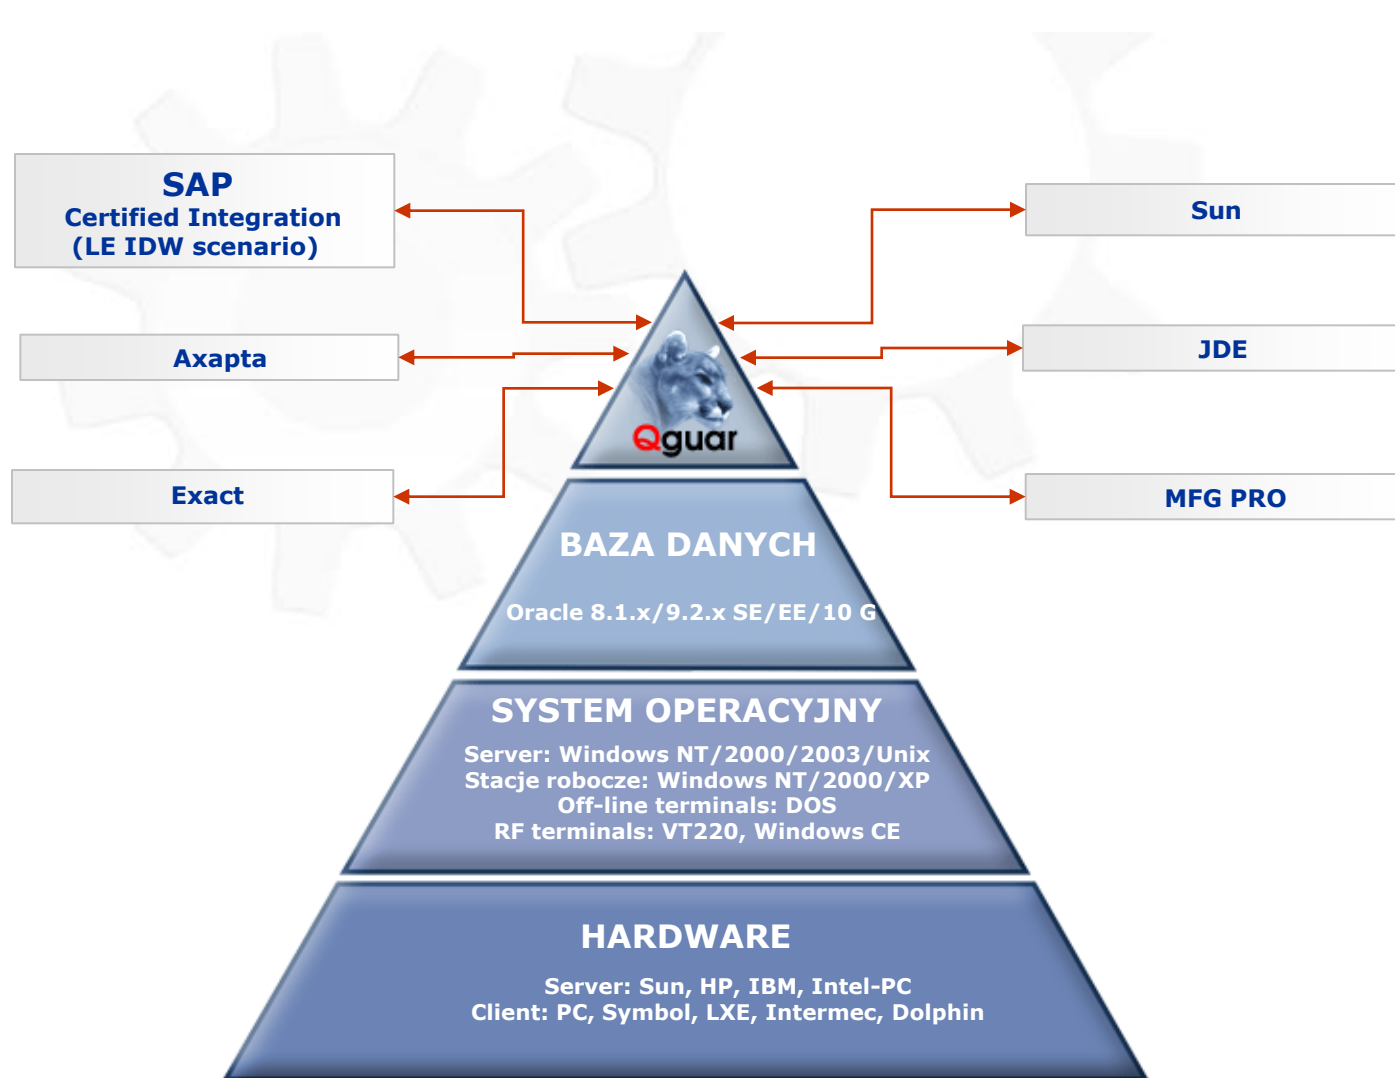 SAP
Certified Integration
(LE IDW scenario)
Sun
Axapta
JDE
Qguar
Exact
MFG PRO
BAZA DANYCH
Oracle 8.1.x/9.2.x SE/EE/10 G
SYSTEM OPERACYJNY
Server: Windows NT/2000/2003/Unix
Stacje robocze: Windows NT/2000/XP
Off-line terminals: DOS
RF terminals: VT220, Windows CE
HARDWARE
Server: Sun, HP, IBM, Intel-PC
Client: PC, Symbol, LXE, Intermec, Dolphin